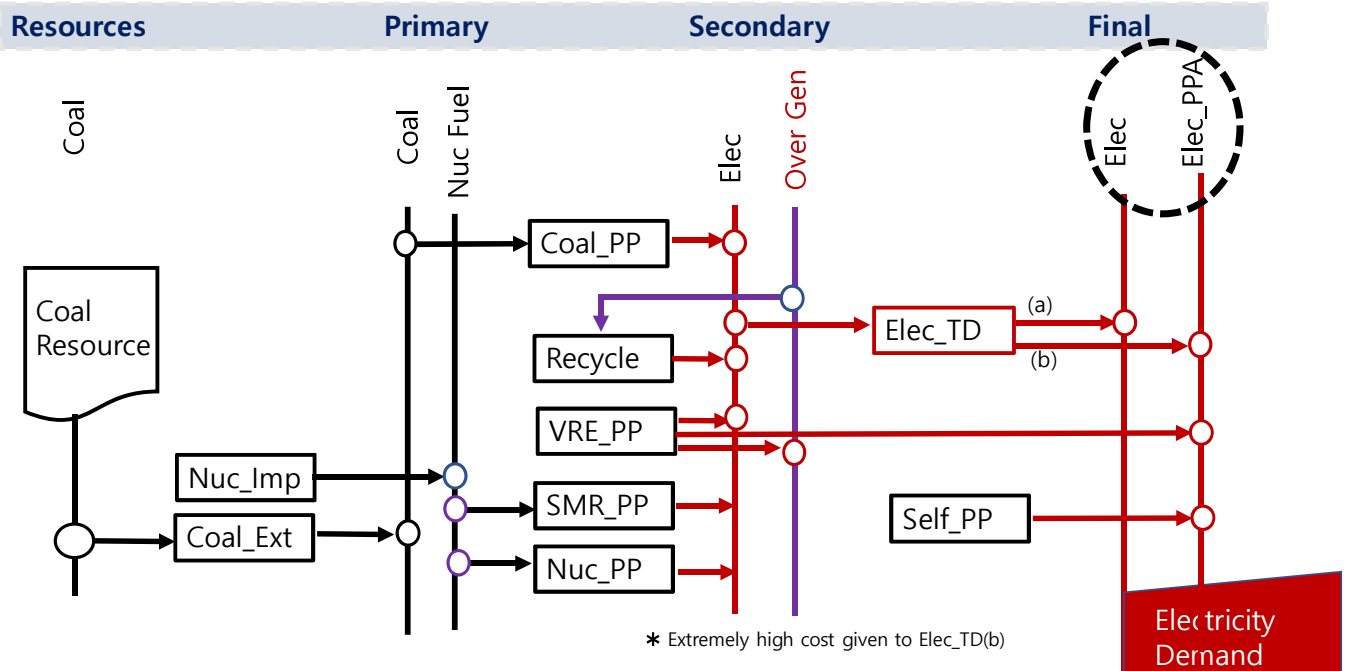 Resources Primary Secondary Final
Coal
Coal
Nuc Fuel
Elec
Over Gen
Elec
Elec_PPA
Coal_PP
Coal
Resource
(a)
Elec_TD
(b)
Recycle
VRE_PP
Nuc_Imp
SMR_PP
Self_PP
Coal_Ext
Nuc_PP
Electricity
Demand
* Extremely high cost given to Elec_TD(b)